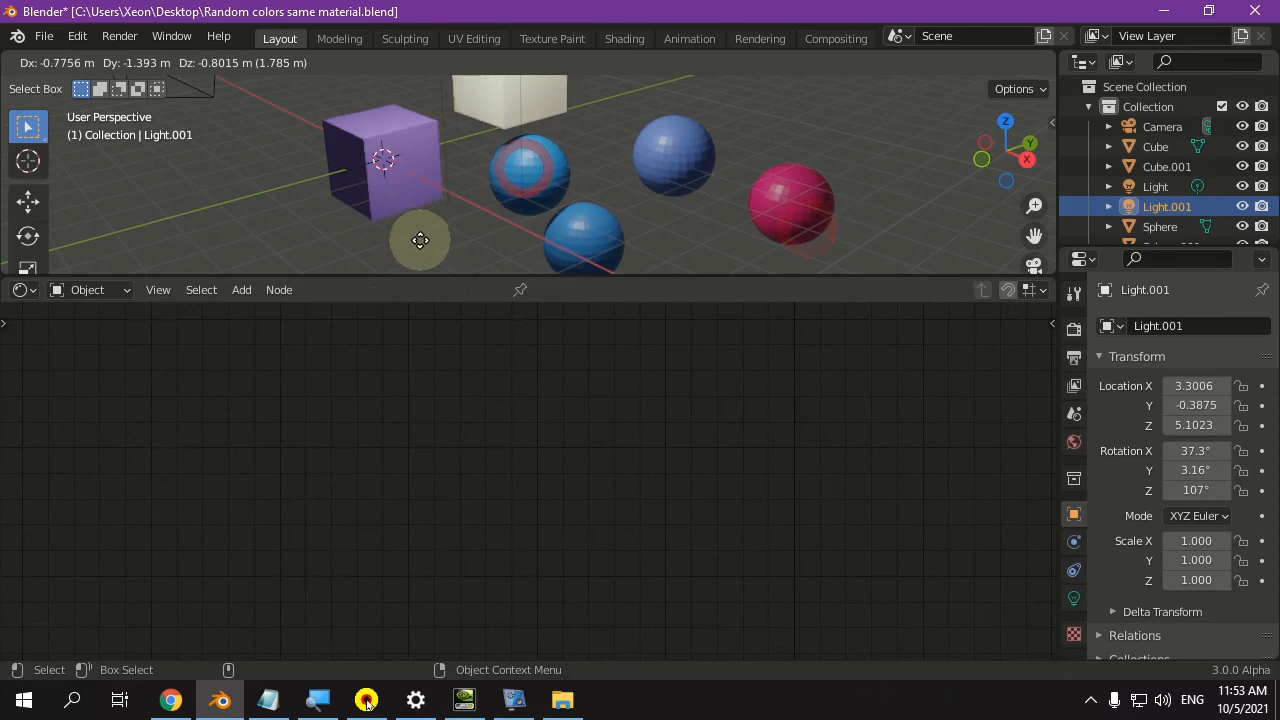 Blender* [C:\Users\Xeon\Desktop\Random colors same material.blend]
File Edit Render Window Help Layout Modeling Sculpting UV Editing Texture Paint Shading Animation Rendering Compositing Scene View Layer
Dx: -0.7756 m Dy: -1.393 m Dz: -0.8015 m (1.785 m)
Select Box Options
User Perspective
(1) Collection | Light.001
Z
Y
X
Scene Collection
Collection
Camera
Cube
Cube.001
Light
Light.001
Sphere
Object View Select Add Node
Light.001
Light.001
Transform
Location X 3.3006
Y -0.3875
Z 5.1023
Rotation X 37.3°
Y 3.16°
Z 107°
Mode XYZ Euler
Scale X 1.000
Y 1.000
Z 1.000
Delta Transform
Relations
Select Box Select Object Context Menu 3.0.0 Alpha
ENG 11:53 AM
10/5/2021